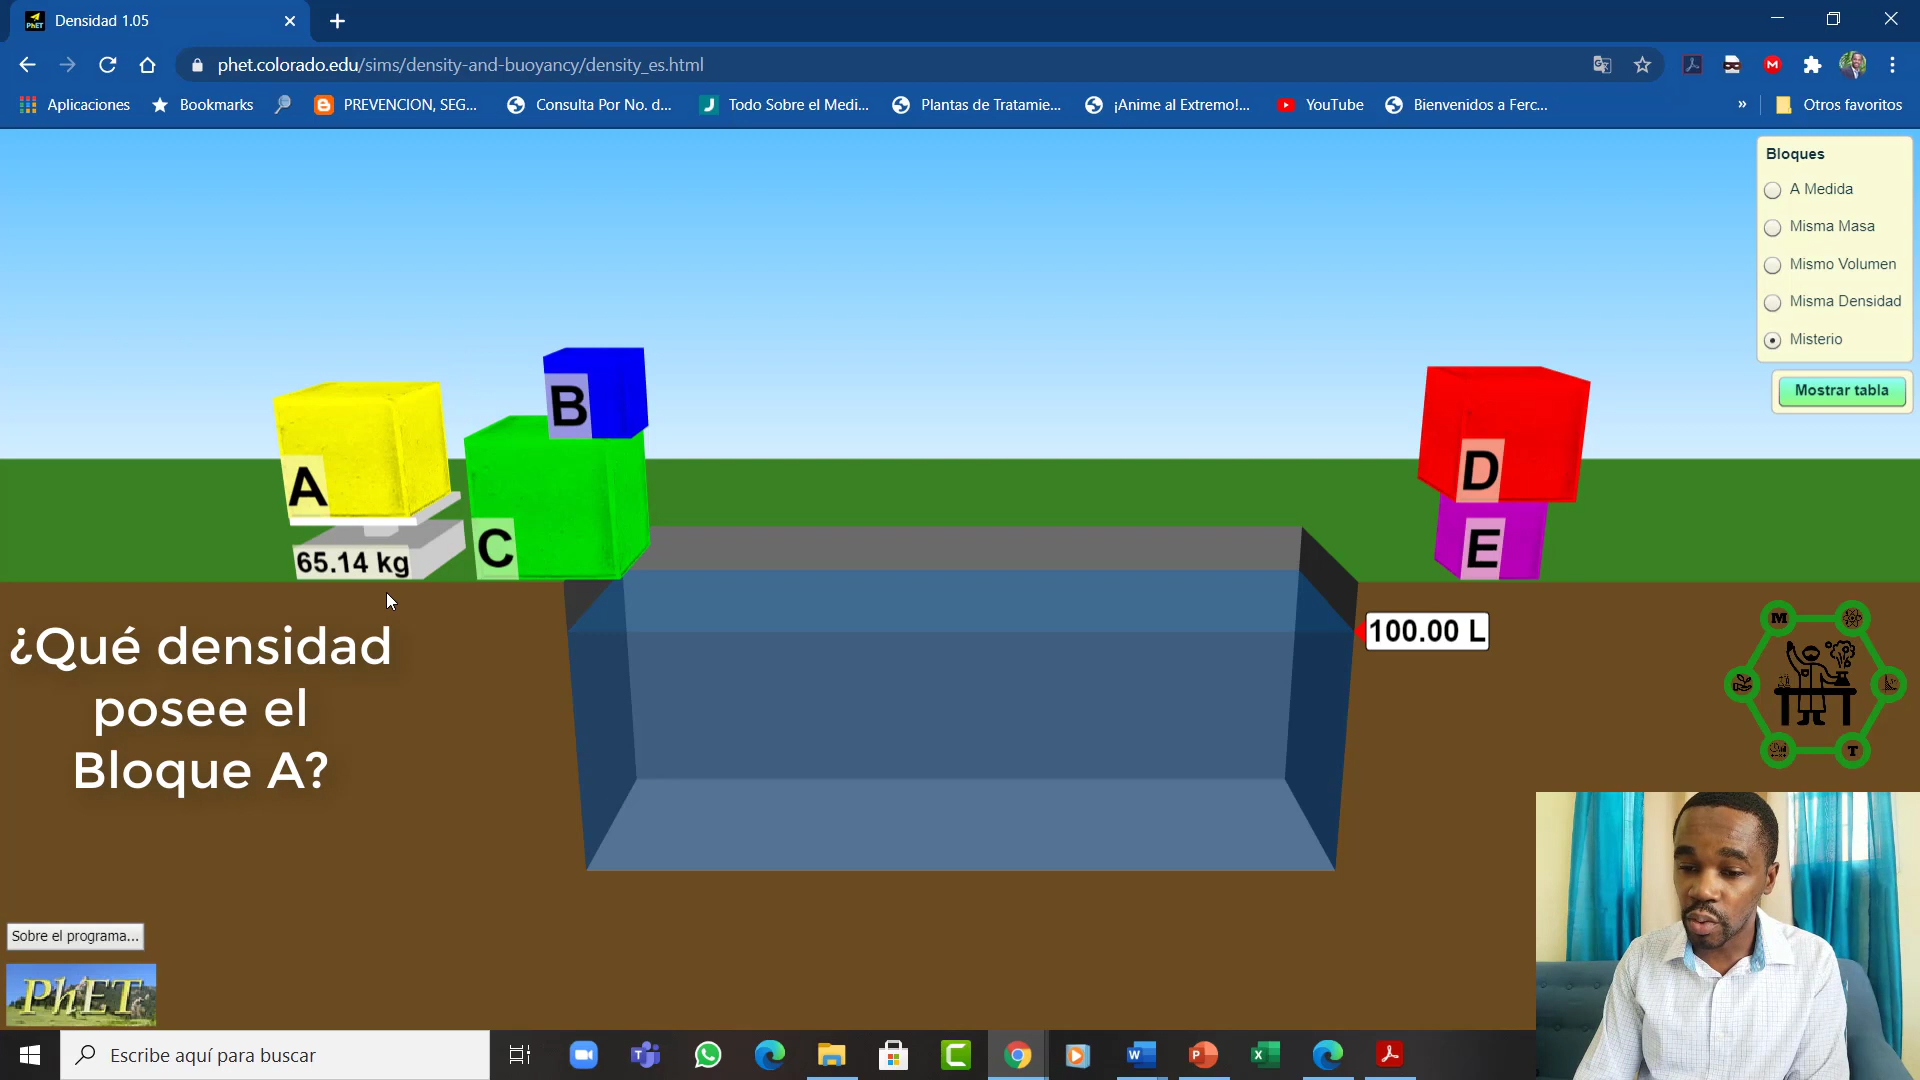 Densidad 1.05
phet.colorado.edu/sims/density-and-buoyancy/density_es.html
Aplicaciones
Bookmarks
PREVENCION, SEG...
Consulta Por No. d...
Todo Sobre el Medi...
Plantas de Tratamie...
¡Anime al Extremo!...
YouTube
Bienvenidos a Ferc...
»
Otros favoritos
Bloques
A Medida
Misma Masa
Mismo Volumen
Misma Densidad
Misterio
Mostrar tabla
B
A
C
D
E
65.14 kg
100.00 L
¿Qué densidad
posee el
Bloque A?
M
T
Sobre el programa...
PhET
Escribe aquí para buscar